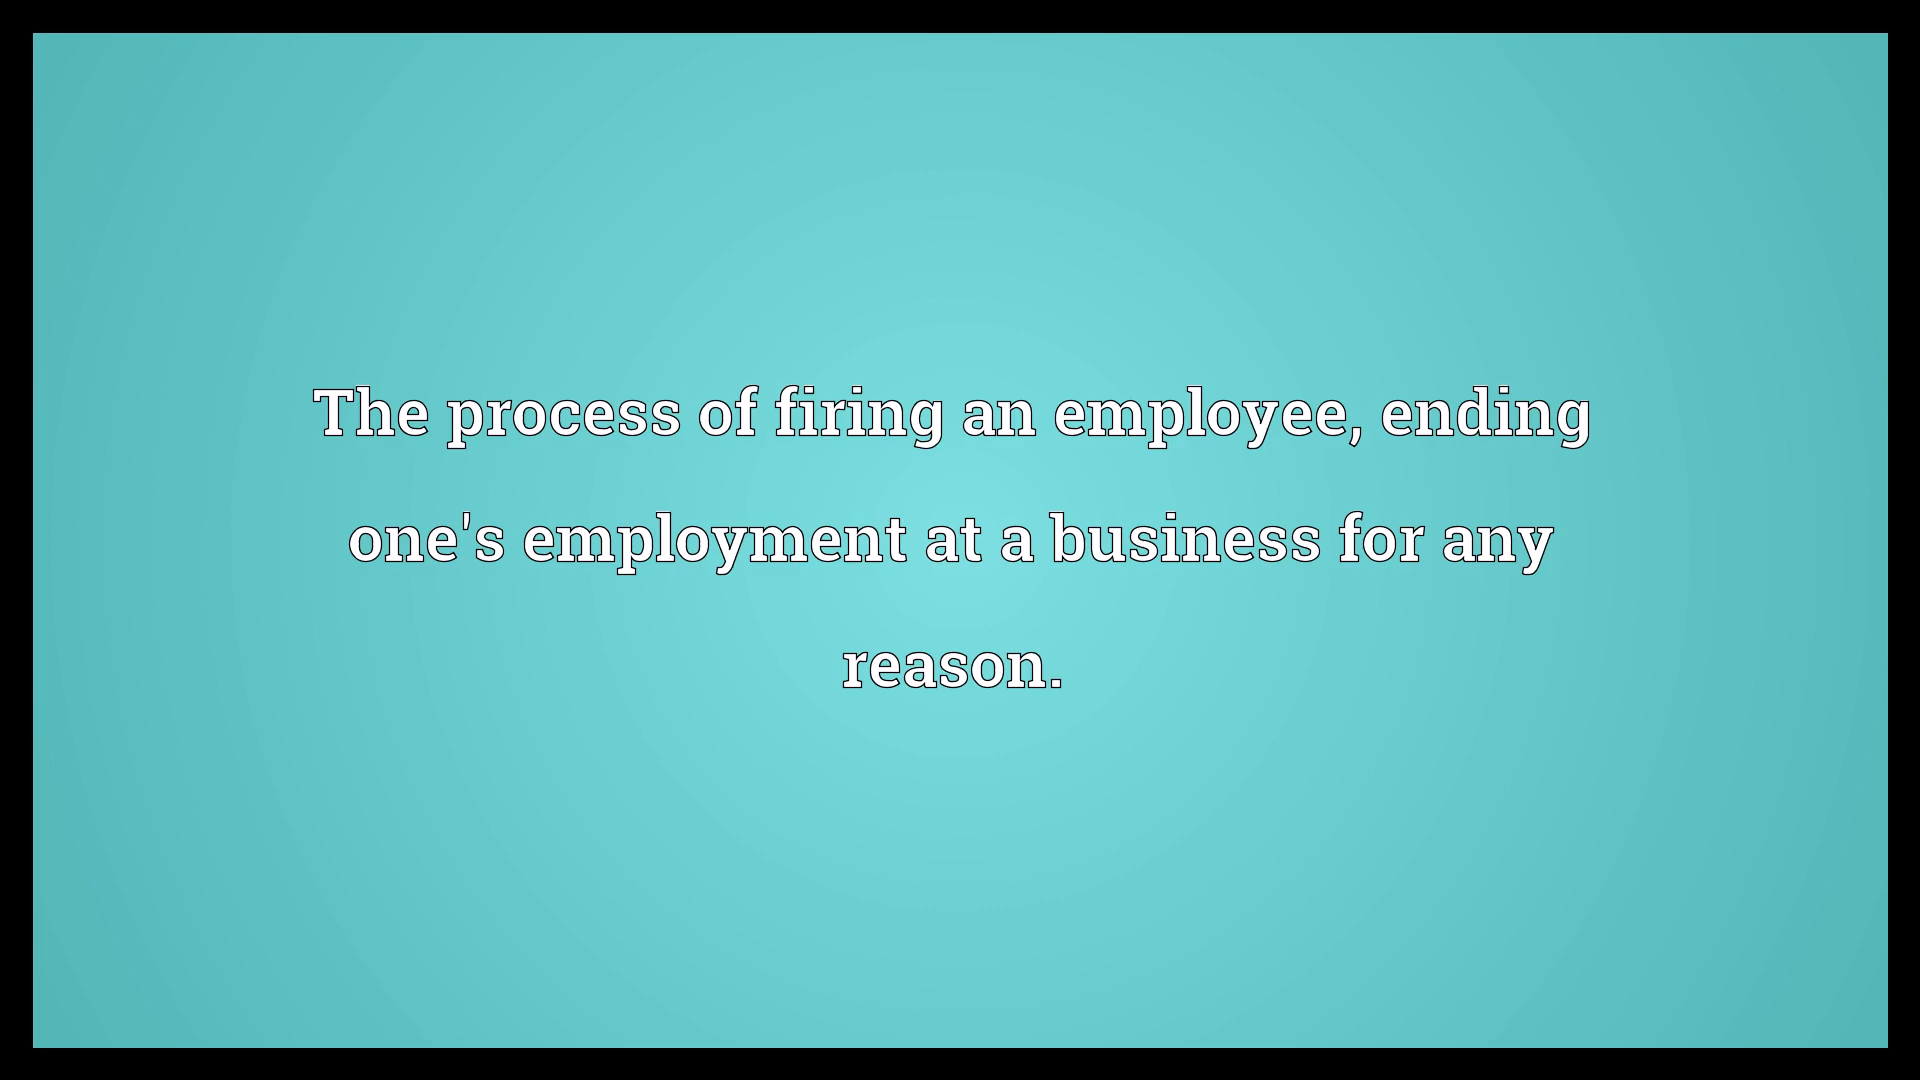 The process of firing an employee, ending
one's employment at a business for any
reason.